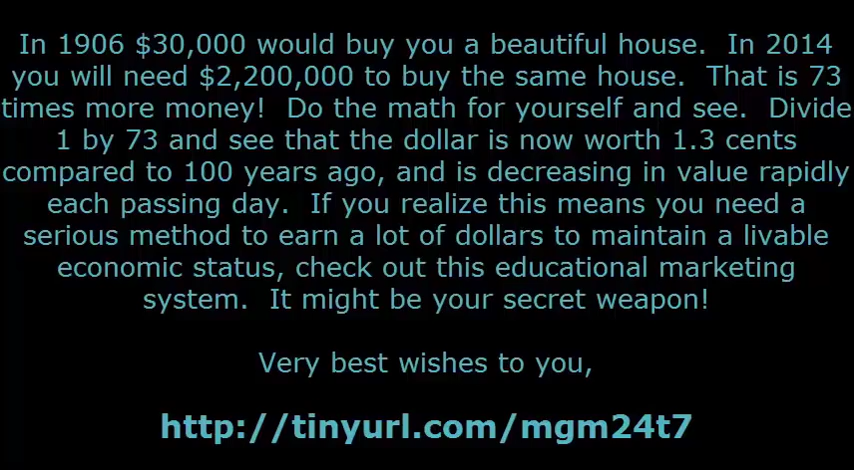 In 1906 $30,000 would buy you a beautiful house.  In 2014
you will need $2,200,000 to buy the same house.  That is 73
times more money!  Do the math for yourself and see.  Divide
1 by 73 and see that the dollar is now worth 1.3 cents
compared to 100 years ago, and is decreasing in value rapidly
each passing day.  If you realize this means you need a
serious method to earn a lot of dollars to maintain a livable
economic status, check out this educational marketing
system.  It might be your secret weapon!
Very best wishes to you,
http://tinyurl.com/mgm24t7